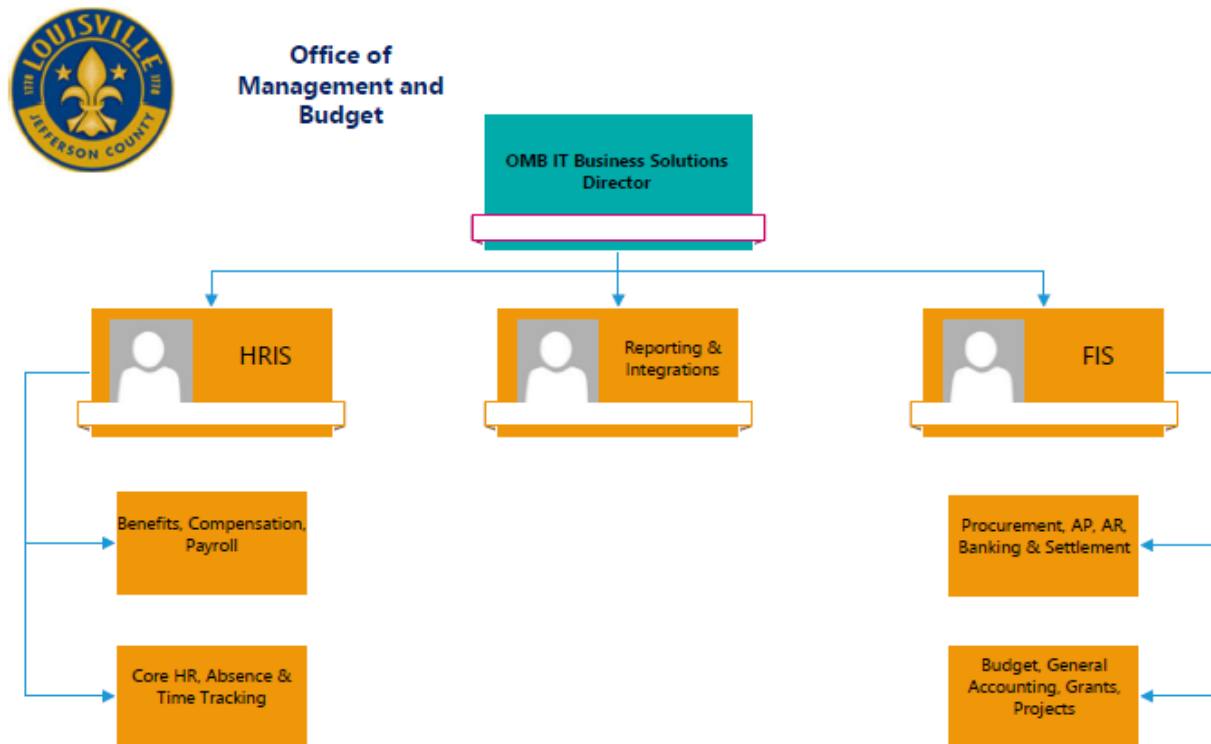 LOUISVILLE
1778
1778
JEFFERSON COUNTY
Office of
Management and
Budget
OMB IT Business Solutions
Director
HRIS
Reporting &
Integrations
FIS
Benefits, Compensation,
Payroll
Procurement, AP, AR,
Banking & Settlement
Core HR, Absence &
Time Tracking
Budget, General
Accounting, Grants,
Projects